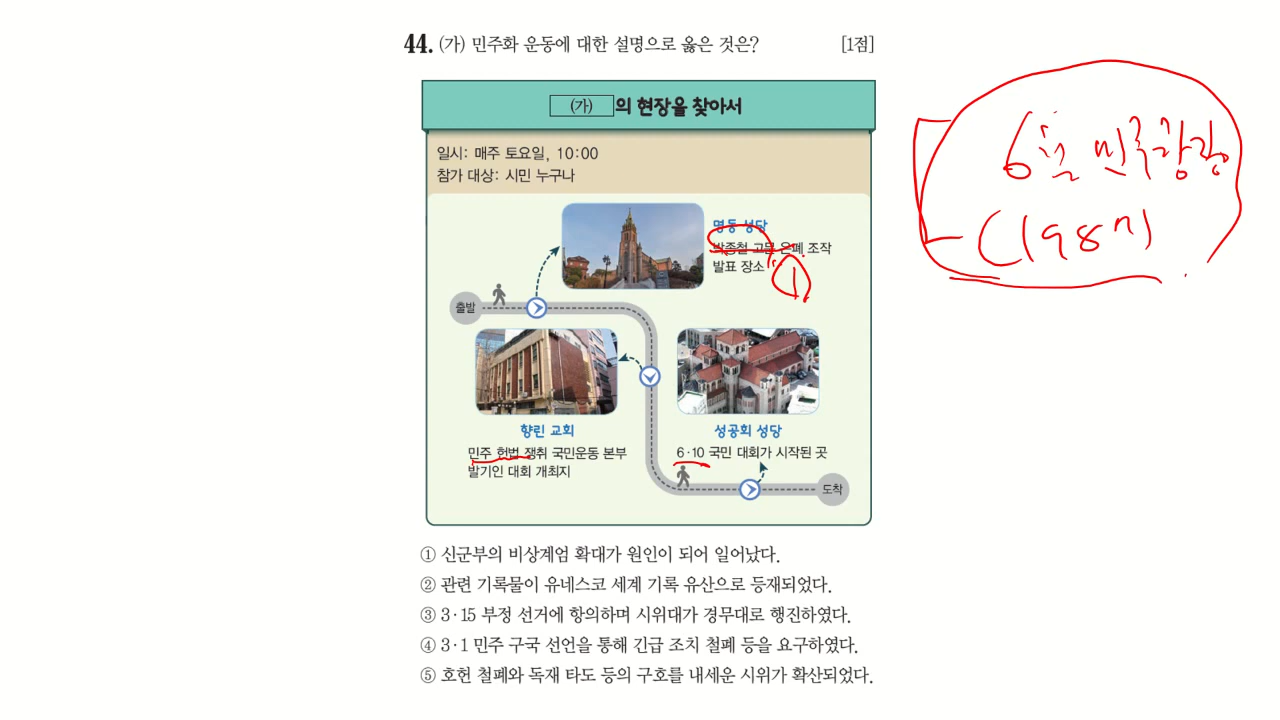 44. (가) 민주화 운동에 대한 설명으로 옳은 것은? [1점]
(가) 의 현장을 찾아서
일시: 매주 토요일, 10:00
참가 대상: 시민 누구나
명동 성당
박종철 고문 은폐 조작
발표 장소
출발
향린 교회
민주 헌법 쟁취 국민운동 본부
발기인 대회 개최지
성공회 성당
6·10 국민 대회가 시작된 곳
도착
① 신군부의 비상계엄 확대가 원인이 되어 일어났다.
② 관련 기록물이 유네스코 세계 기록 유산으로 등재되었다.
③ 3·15 부정 선거에 항의하며 시위대가 경무대로 행진하였다.
④ 3·1 민주 구국 선언을 통해 긴급 조치 철폐 등을 요구하였다.
⑤ 호헌 철폐와 독재 타도 등의 구호를 내세운 시위가 확산되었다.
6월 민주항쟁
(1987)
①